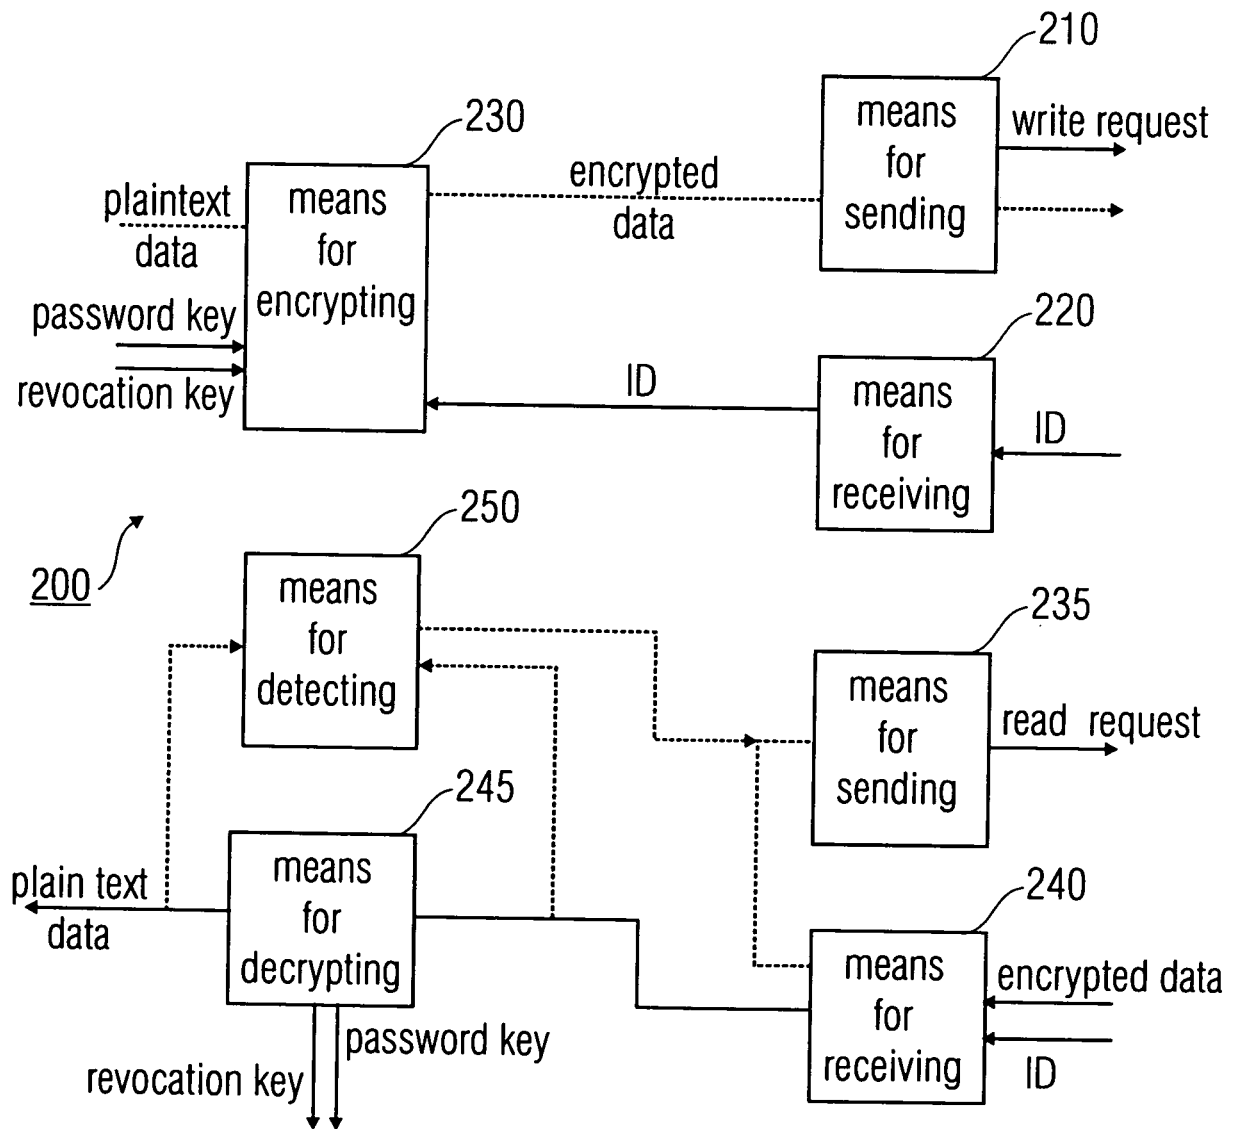 210
means
for
sending
write request
230
means
for
encrypting
plaintext
data
encrypted
data
password key
revocation key
220
means
for
receiving
ID
ID
200
250
means
for
detecting
235
means
for
sending
read request
245
means
for
decrypting
plain text
data
240
means
for
receiving
encrypted data
ID
password key
revocation key